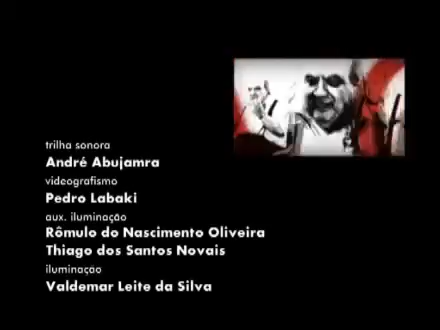 trilha sonora
André Abujamra
videografismo
Pedro Labaki
aux. iluminação
Rômulo do Nascimento Oliveira
Thiago dos Santos Novais
iluminação
Valdemar Leite da Silva